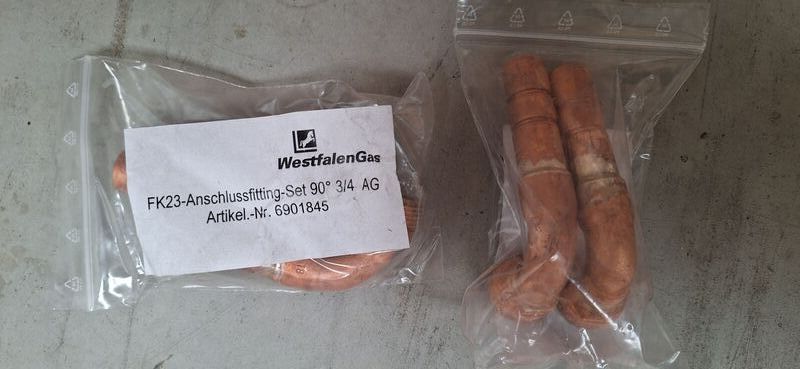 WestfalenGas
FK23-Anschlussfitting-Set 90° 3/4 AG
Artikel.-Nr. 6901845